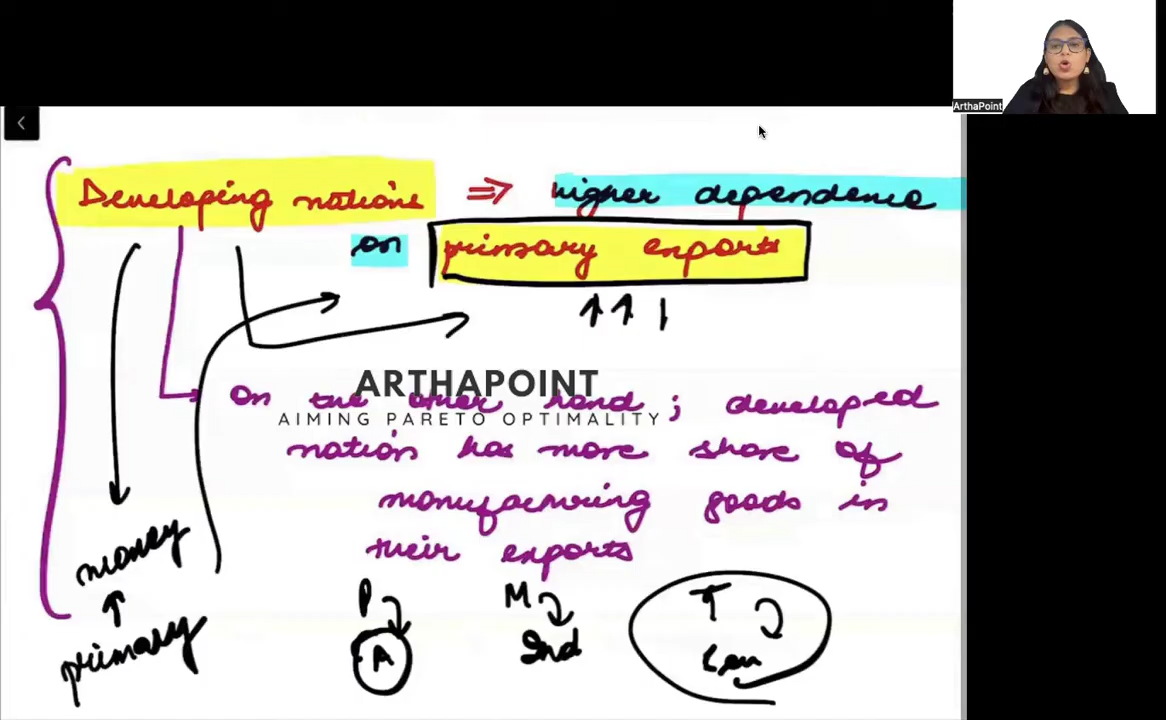 ArthaPoint
Developing nations ⇒ higher dependence
on primary exports
ARTHAPOINT
AIMING PARETO OPTIMALITY
On the other hand ; developed
nation has more share of
manufacturing goods in
their exports
money
primary
P M T
A Ind